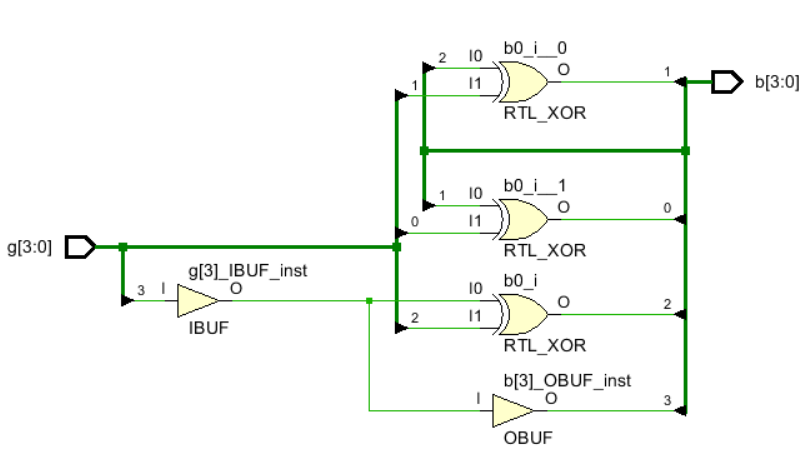 b0_i__0
2 I0 O 1
1 I1
RTL_XOR
b[3:0]
b0_i__1
1 I0 O 0
0 I1
RTL_XOR
g[3:0]
g[3]_IBUF_inst
3 I O
IBUF
b0_i
I0 O 2
2 I1
RTL_XOR
b[3]_OBUF_inst
I O 3
OBUF